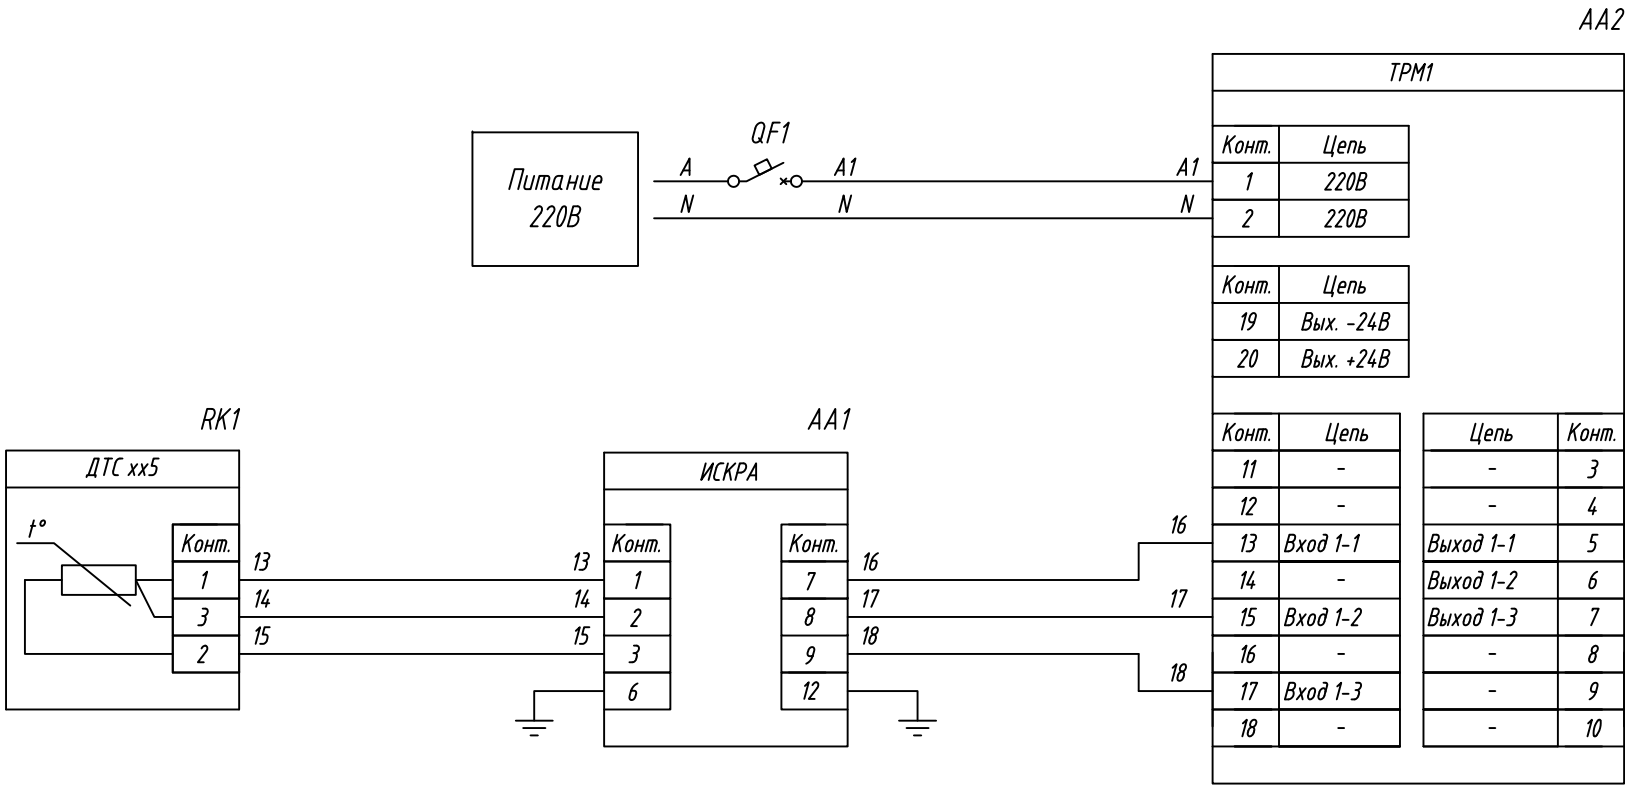 AA2
ТРМ1
QF1
Питание
220В
A
A1
A1
N
N
N
Конт. Цепь
1 220В
2 220В
Конт. Цепь
19 Вых. -24В
20 Вых. +24В
RK1
ДТС хх5
t°
Конт.
1
3
2
13
14
15
13
14
15
AA1
ИСКРА
Конт.
1
2
3
6
Конт.
7
8
9
12
16
17
18
16
17
18
Конт. Цепь
11 -
12 -
13 Вход 1-1
14 -
15 Вход 1-2
16 -
17 Вход 1-3
18 -
Цепь Конт.
- 3
- 4
Выход 1-1 5
Выход 1-2 6
Выход 1-3 7
- 8
- 9
- 10